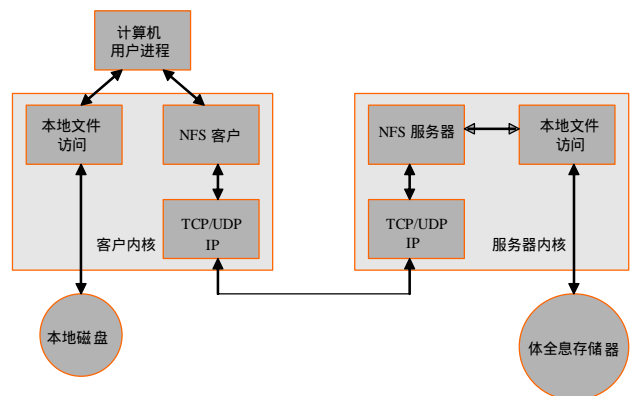 计算机
用户进程
本地文件
访问
NFS 客户
TCP/UDP
IP
客户内核
本地磁盘
NFS 服务器
本地文件
访问
TCP/UDP
IP
服务器内核
体全息存储器